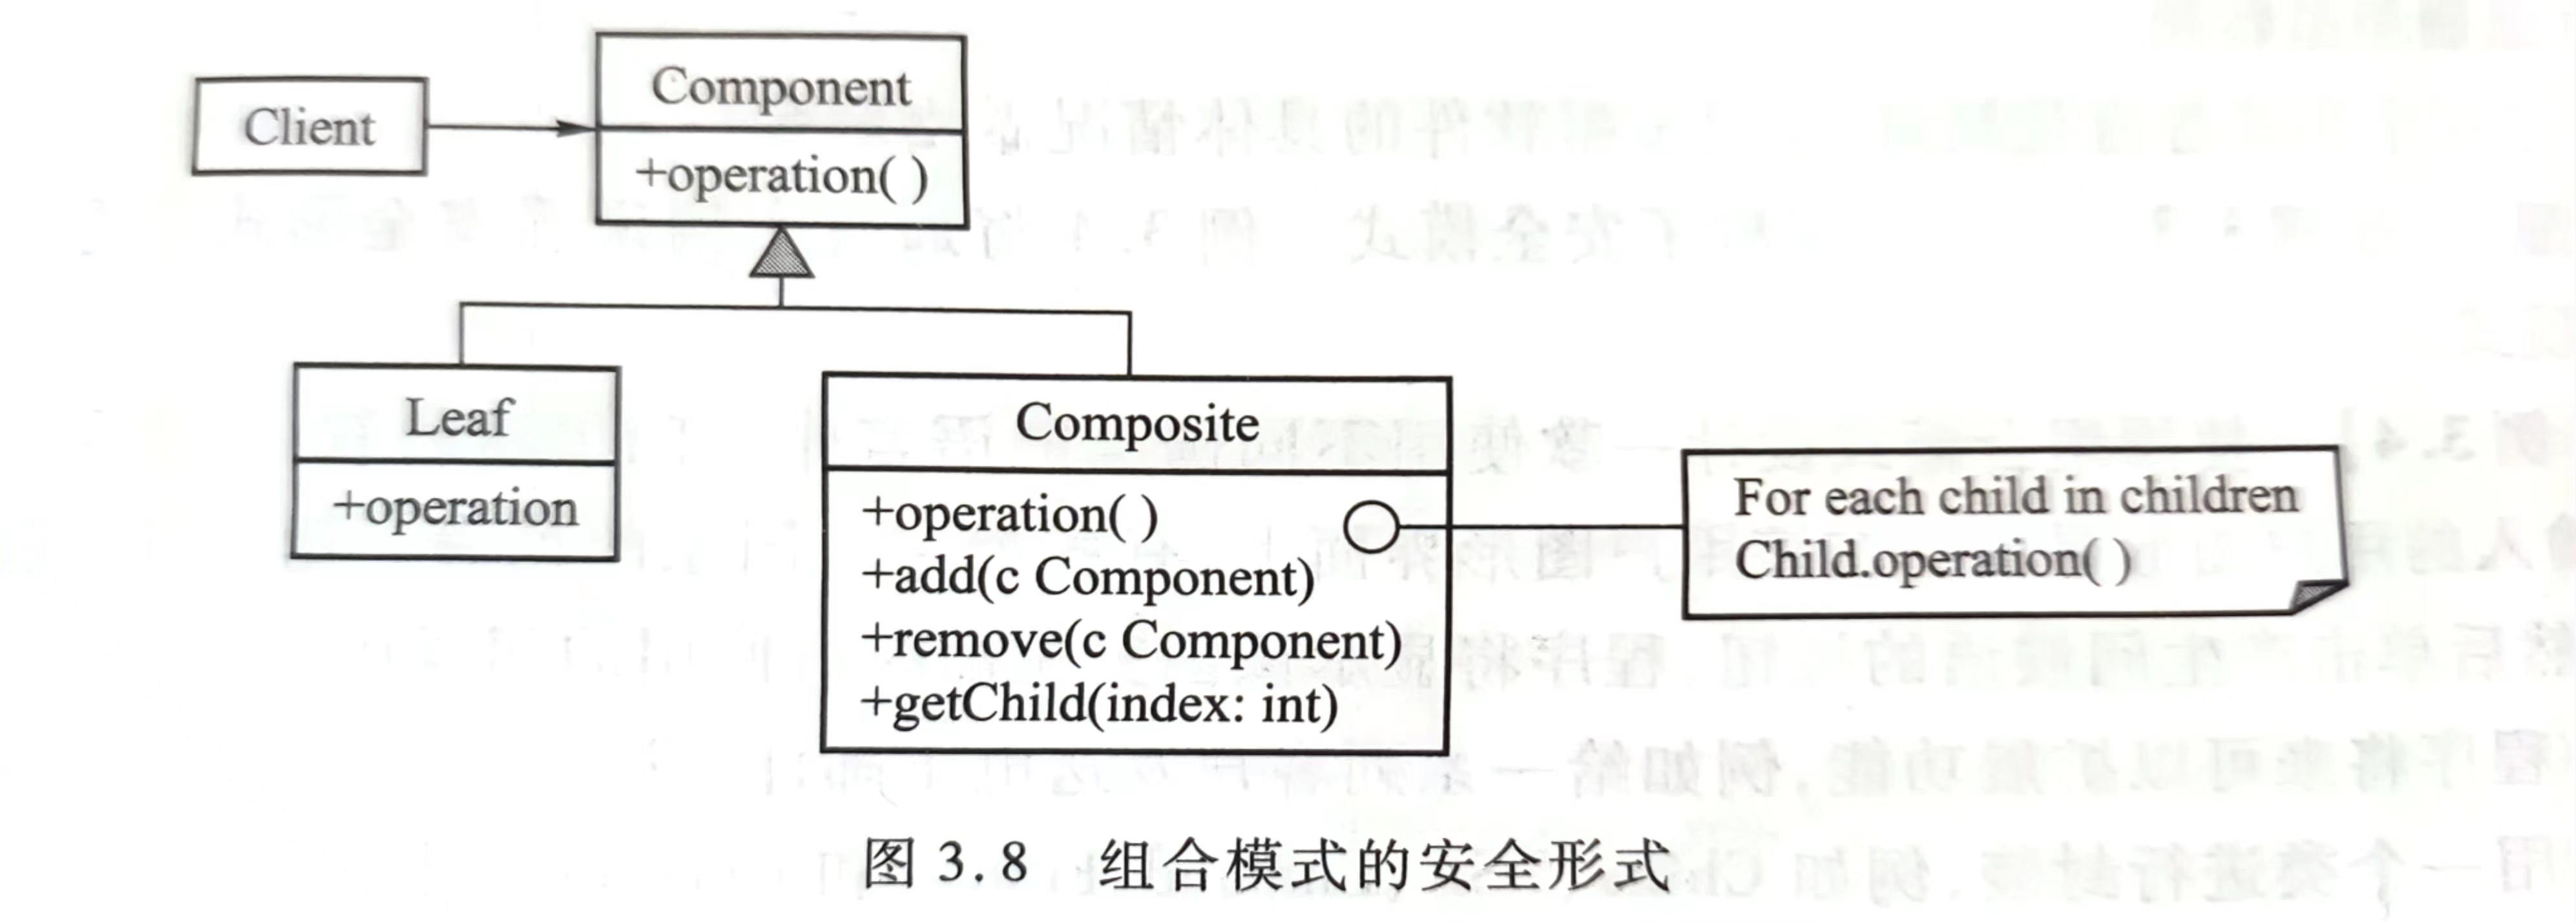 Client
Component
+operation( )
Leaf
+operation
Composite
+operation( )
+add(c Component)
+remove(c Component)
+getChild(index: int)
For each child in children
Child.operation( )
图 3.8 组合模式的安全形式